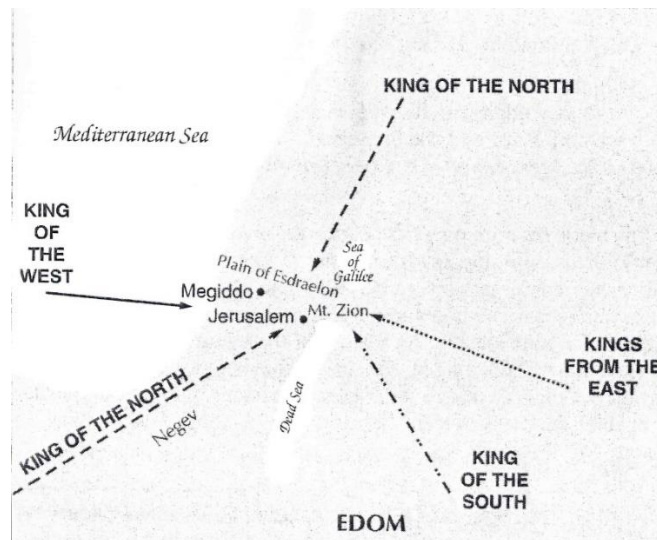 KING OF THE NORTH
Mediterranean Sea
KING
OF
THE
WEST
Sea
of
Galilee
Plain of Esdraelon
Megiddo
Jerusalem
Mt. Zion
KINGS
FROM THE
EAST
KING OF THE NORTH
Negev
Dead Sea
KING
OF THE
SOUTH
EDOM